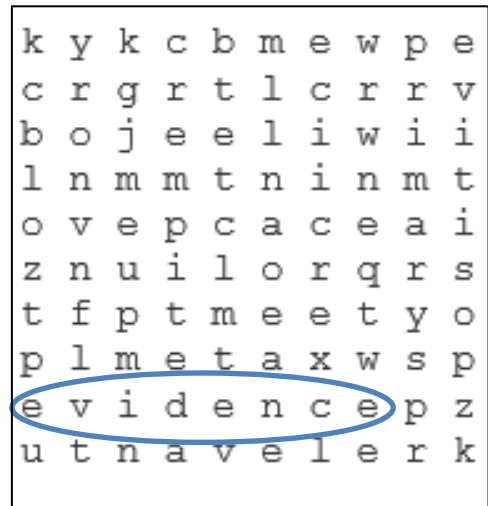 k y k c b m e w p e
c r g r t l c r r v
b o j e e l i w i i
l n m m t n i n m t
o v e p c a c e a i
z n u i l o r q r s
t f p t m e e t y o
p l m e t a x w s p
e v i d e n c e p z
u t n a v e l e r k